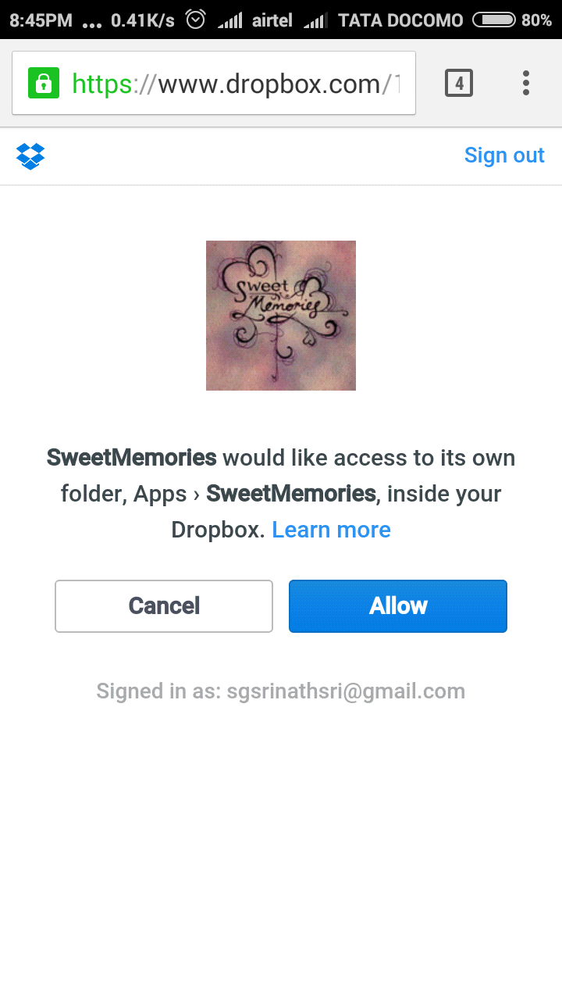 8:45PM ... 0.41K/s airtel TATA DOCOMO 80%
https://www.dropbox.com/1
4
Sign out
Sweet
Memories
SweetMemories would like access to its own
folder, Apps › SweetMemories, inside your
Dropbox. Learn more
Cancel Allow
Signed in as: sgsrinathsri@gmail.com